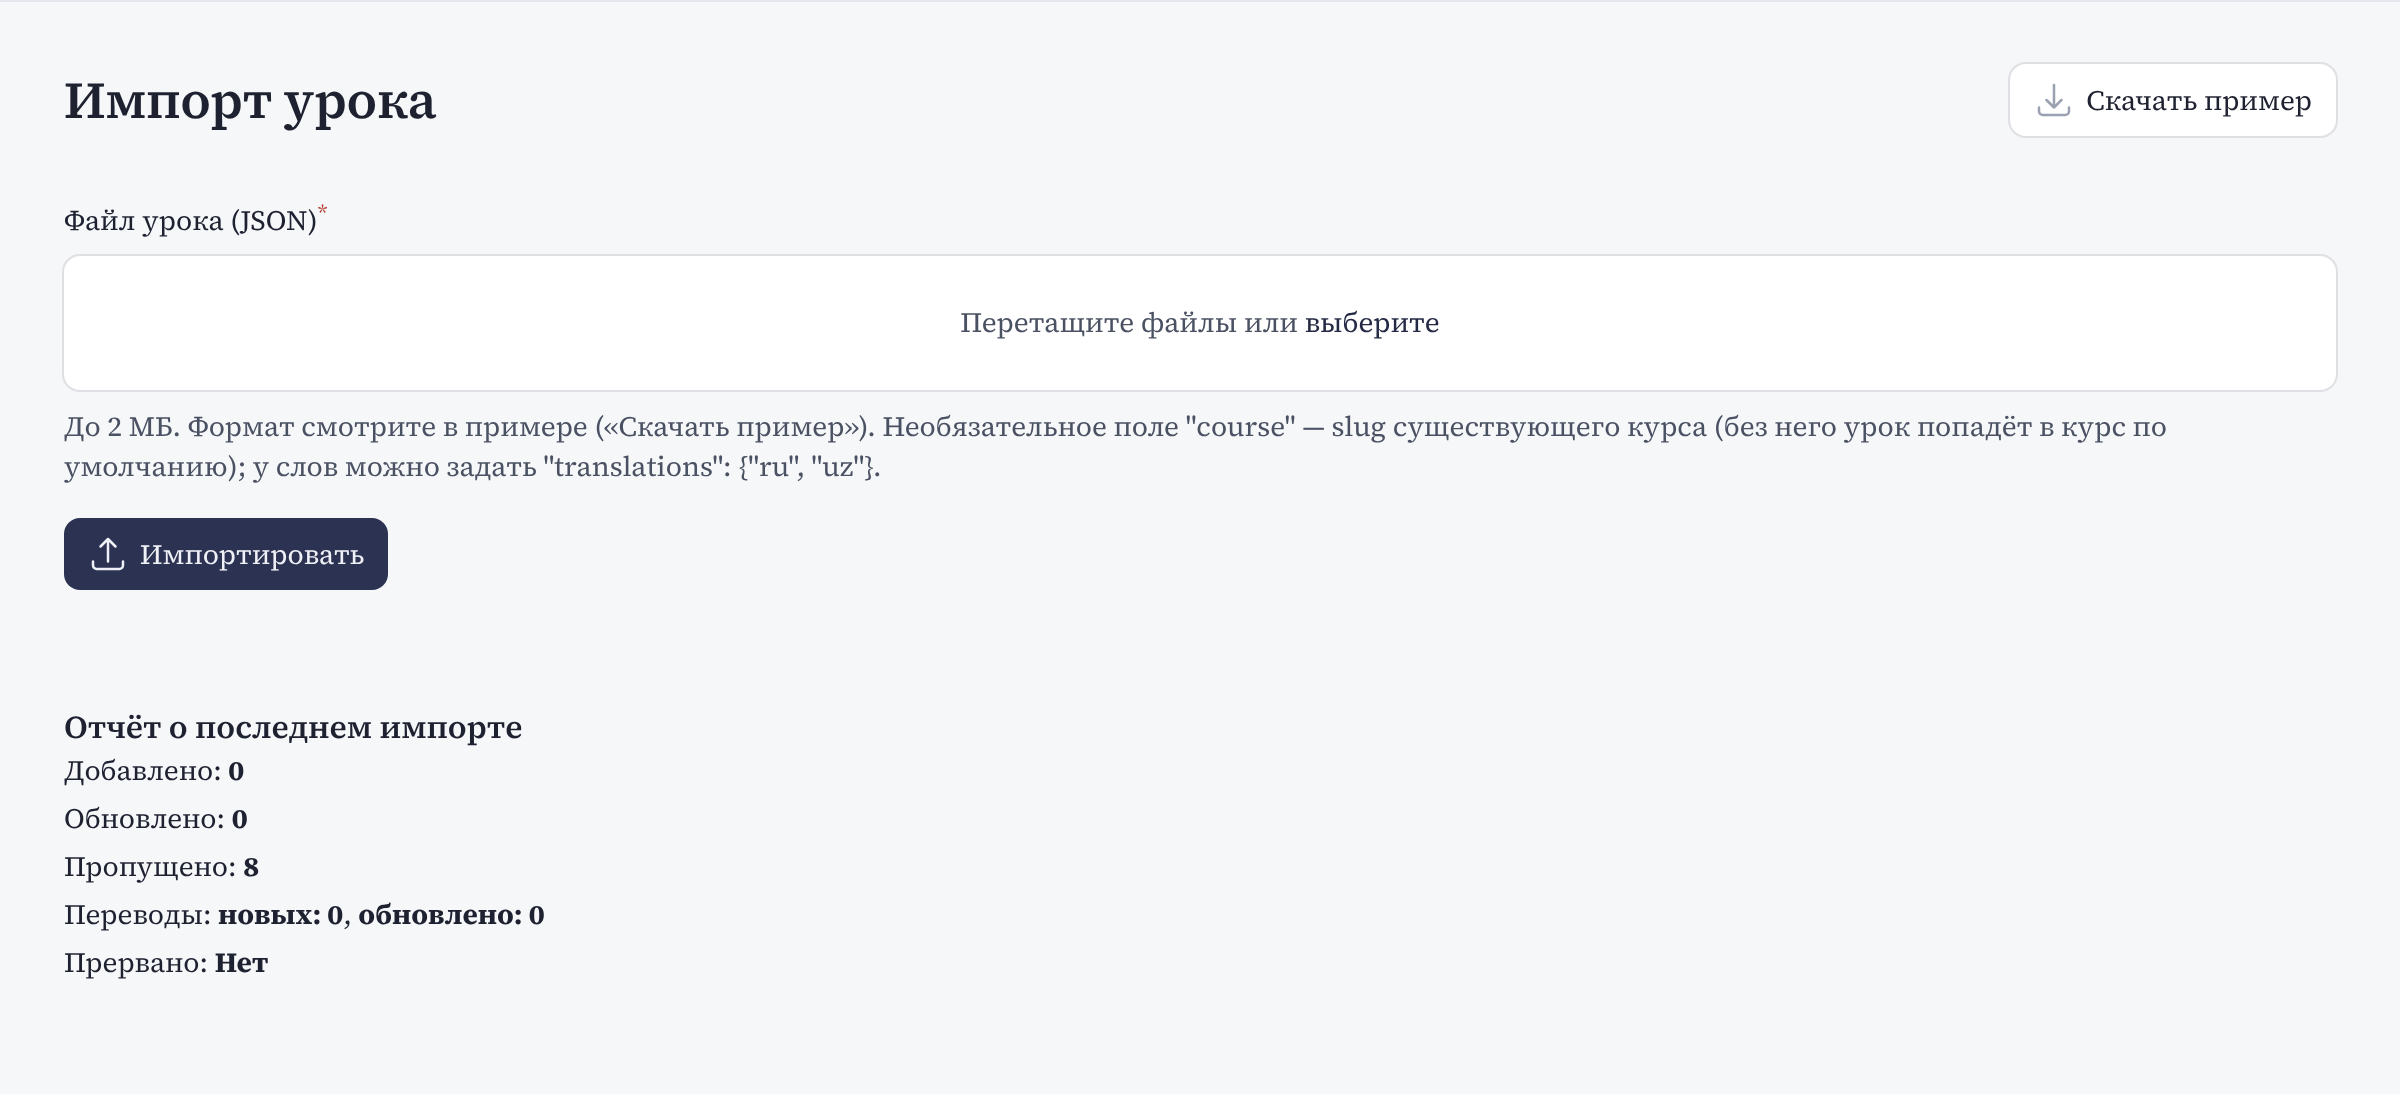 Импорт урока
Скачать пример
Файл урока (JSON)*
Перетащите файлы или выберите
До 2 МБ. Формат смотрите в примере («Скачать пример»). Необязательное поле "course" — slug существующего курса (без него урок попадёт в курс по
умолчанию); у слов можно задать "translations": {"ru", "uz"}.
Импортировать
Отчёт о последнем импорте
Добавлено: 0
Обновлено: 0
Пропущено: 8
Переводы: новых: 0, обновлено: 0
Прервано: Нет